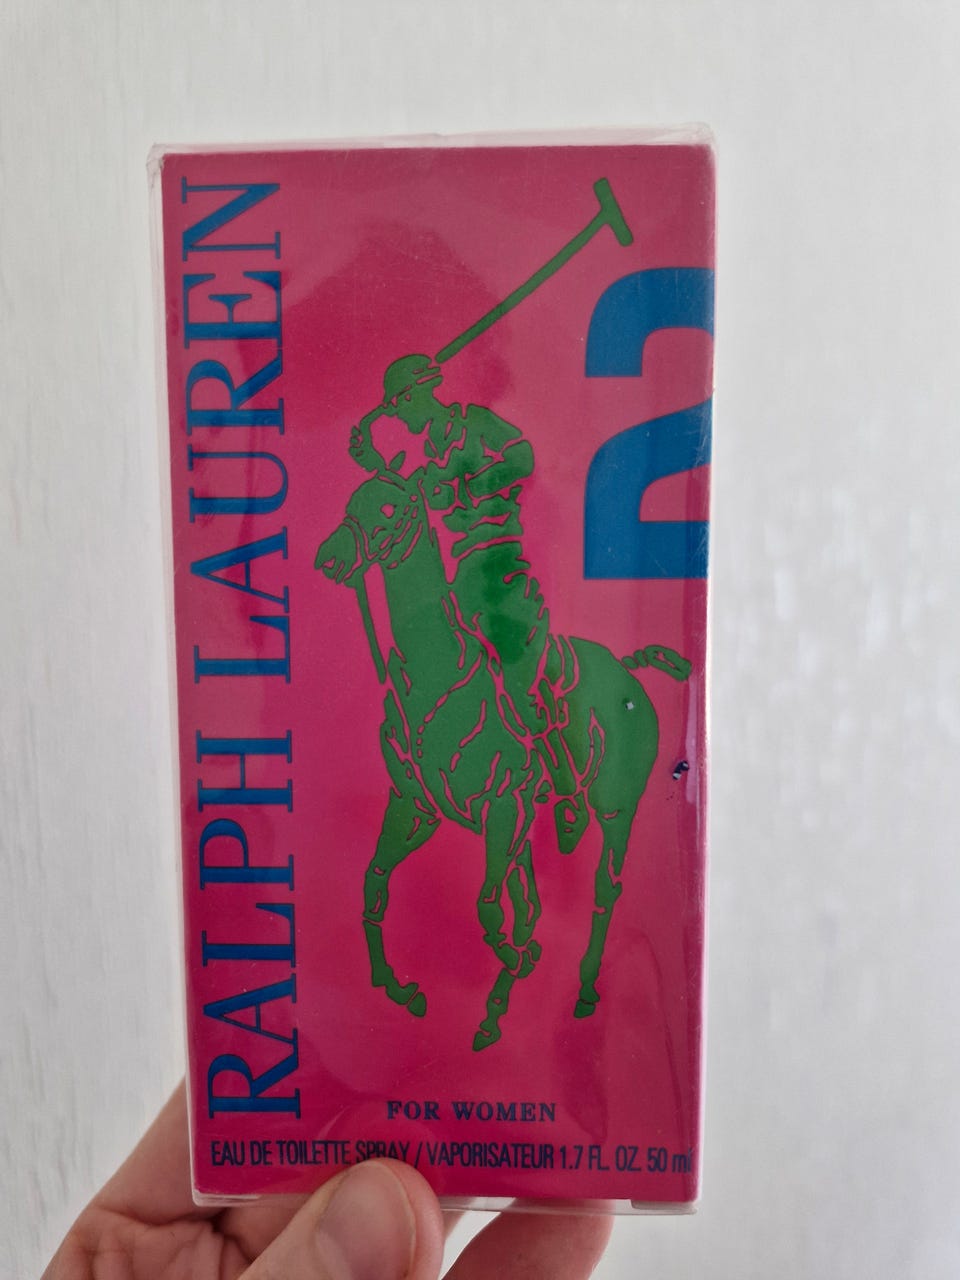 RALPH LAUREN
2
FOR WOMEN
EAU DE TOILETTE SPRAY / VAPORISATEUR 1.7 FL. OZ. 50 ml